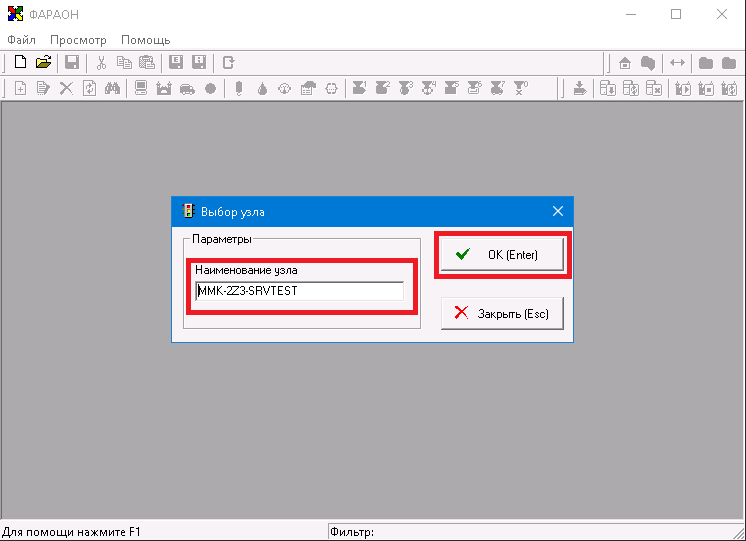 ФАРАОН
Файл Просмотр Помощь
Выбор узла
Параметры
Наименование узла
MMK-2Z3-SRVTEST
OK (Enter)
Закрыть (Esc)
Для помощи нажмите F1
Фильтр: